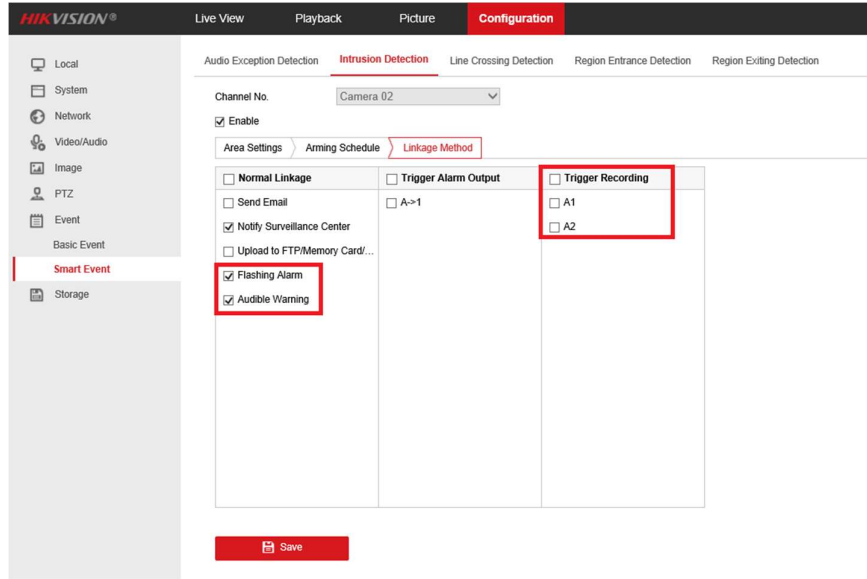 HIKVISION®
Live View Playback Picture Configuration
Local
System
Network
Video/Audio
Image
PTZ
Event
Basic Event
Smart Event
Storage
Audio Exception Detection Intrusion Detection Line Crossing Detection Region Entrance Detection Region Exiting Detection
Channel No. Camera 02
Enable
Area Settings Arming Schedule Linkage Method
Normal Linkage Trigger Alarm Output Trigger Recording
Send Email A->1 A1
Notify Surveillance Center A2
Upload to FTP/Memory Card/...
Flashing Alarm
Audible Warning
Save